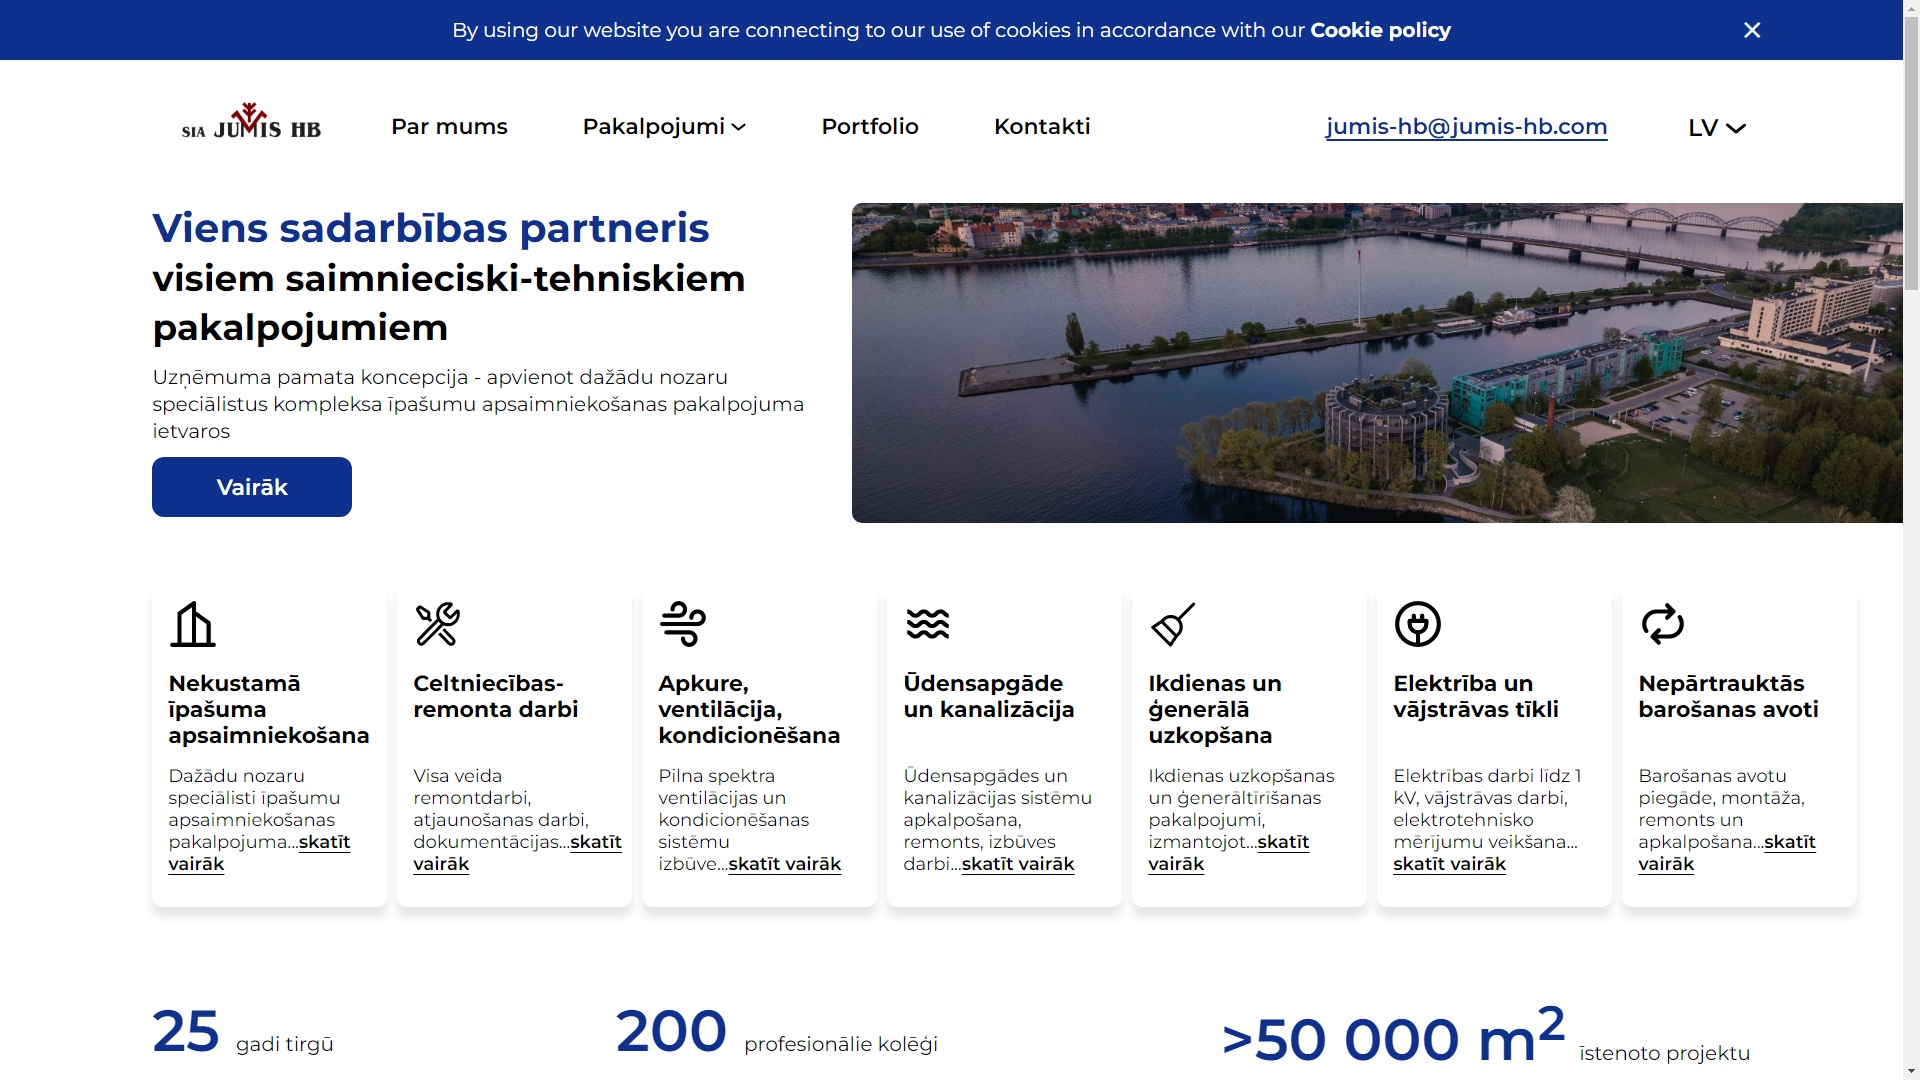 By using our website you are connecting to our use of cookies in accordance with our Cookie policy
SIA JUMIS HB
Par mums
Pakalpojumi
Portfolio
Kontakti
jumis-hb@jumis-hb.com
LV
Viens sadarbības partneris
visiem saimnieciski-tehniskiem
pakalpojumiem
Uzņēmuma pamata koncepcija - apvienot dažādu nozaru
speciālistus kompleksa īpašumu apsaimniekošanas pakalpojuma
ietvaros
Vairāk
Nekustamā
īpašuma
apsaimniekošana
Dažādu nozaru
speciālisti īpašumu
apsaimniekošanas
pakalpojuma...skatīt
vairāk
Celtniecības-
remonta darbi
Visa veida
remontdarbi,
atjaunošanas darbi,
dokumentācijas...skatīt
vairāk
Apkure,
ventilācija,
kondicionēšana
Pilna spektra
ventilācijas un
kondicionēšanas
sistēmu
izbūve...skatīt vairāk
Ūdensapgāde
un kanalizācija
Ūdensapgādes un
kanalizācijas sistēmu
apkalpošana,
remonts, izbūves
darbi...skatīt vairāk
Ikdienas un
ģenerālā
uzkopšana
Ikdienas uzkopšanas
un ģenerāltīrīšanas
pakalpojumi,
izmantojot...skatīt
vairāk
Elektrība un
vājstrāvas tīkli
Elektrības darbi līdz 1
kV, vājstrāvas darbi,
elektrotehnisko
mērījumu veikšana...
skatīt vairāk
Nepārtrauktās
barošanas avoti
Barošanas avotu
piegāde, montāža,
remonts un
apkalpošana...skatīt
vairāk
25 gadi tirgū
200 profesionālie kolēģi
>50 000 m² īstenoto projektu